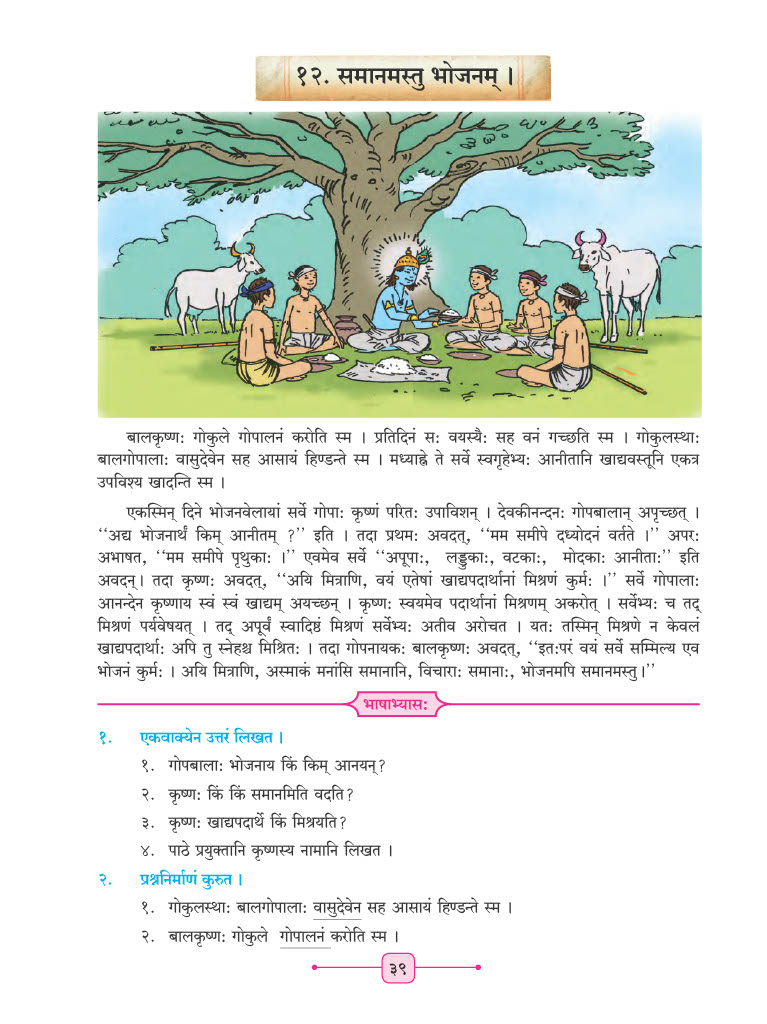 १२. समानमस्तु भोजनम् ।
बालकृष्णः गोकुले गोपालनं करोति स्म । प्रतिदिनं सः वयस्यैः सह वनं गच्छति स्म । गोकुलस्थाः
बालगोपालाः वासुदेवेन सह आसायं हिण्डन्ते स्म । मध्याह्ने ते सर्वे स्वगृहेभ्यः आनीतानि खाद्यवस्तूनि एकत्र
उपविश्य खादन्ति स्म ।
एकस्मिन् दिने भोजनवेलायां सर्वे गोपाः कृष्णं परितः उपाविशन् । देवकीनन्दनः गोपबालान् अपृच्छत् ।
‘‘अद्य भोजनार्थं किम् आनीतम् ?’’ इति । तदा प्रथमः अवदत्, ‘‘मम समीपे दध्योदनं वर्तते ।’’ अपरः
अभाषत, ‘‘मम समीपे पृथुकाः ।’’ एवमेव सर्वे ‘‘अपूपाः, लड्डुकाः, वटकाः, मोदकाः आनीताः’’ इति
अवदन्। तदा कृष्णः अवदत्, ‘‘अयि मित्राणि, वयं एतेषां खाद्यपदार्थानां मिश्रणं कुर्मः ।’’ सर्वे गोपालाः
आनन्देन कृष्णाय स्वं स्वं खाद्यम् अयच्छन् । कृष्णः स्वयमेव पदार्थानां मिश्रणम् अकरोत् । सर्वेभ्यः च तद्
मिश्रणं पर्यवेषयत् । तद् अपूर्वं स्वादिष्ठं मिश्रणं सर्वेभ्यः अतीव अरोचत । यतः तस्मिन् मिश्रणे न केवलं
खाद्यपदार्थाः अपि तु स्नेहश्च मिश्रितः । तदा गोपनायकः बालकृष्णः अवदत्, ‘‘इतःपरं वयं सर्वे सम्मिल्य एव
भोजनं कुर्मः । अयि मित्राणि, अस्माकं मनांसि समानानि, विचाराः समानाः, भोजनमपि समानमस्तु।’’
भाषाभ्यासः
१. एकवाक्येन उत्तरं लिखत ।
१. गोपबालाः भोजनाय किं किम् आनयन्?
२. कृष्णः किं किं समानमिति वदति?
३. कृष्णः खाद्यपदार्थे किं मिश्रयति?
४. पाठे प्रयुक्तानि कृष्णस्य नामानि लिखत ।
२. प्रश्ननिर्माणं कुरुत ।
१. गोकुलस्थाः बालगोपालाः वासुदेवेन सह आसायं हिण्डन्ते स्म ।
२. बालकृष्णः गोकुले गोपालनं करोति स्म ।
३९